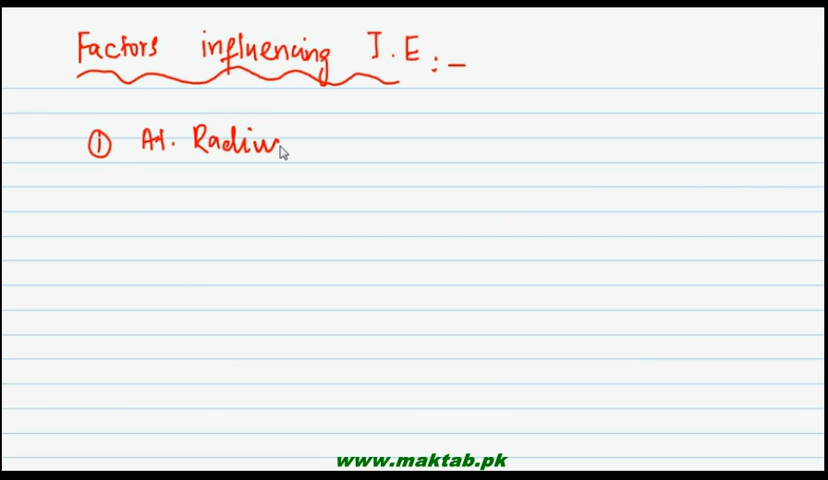 Factors influencing I.E :-
① At. Radius
www.maktab.pk